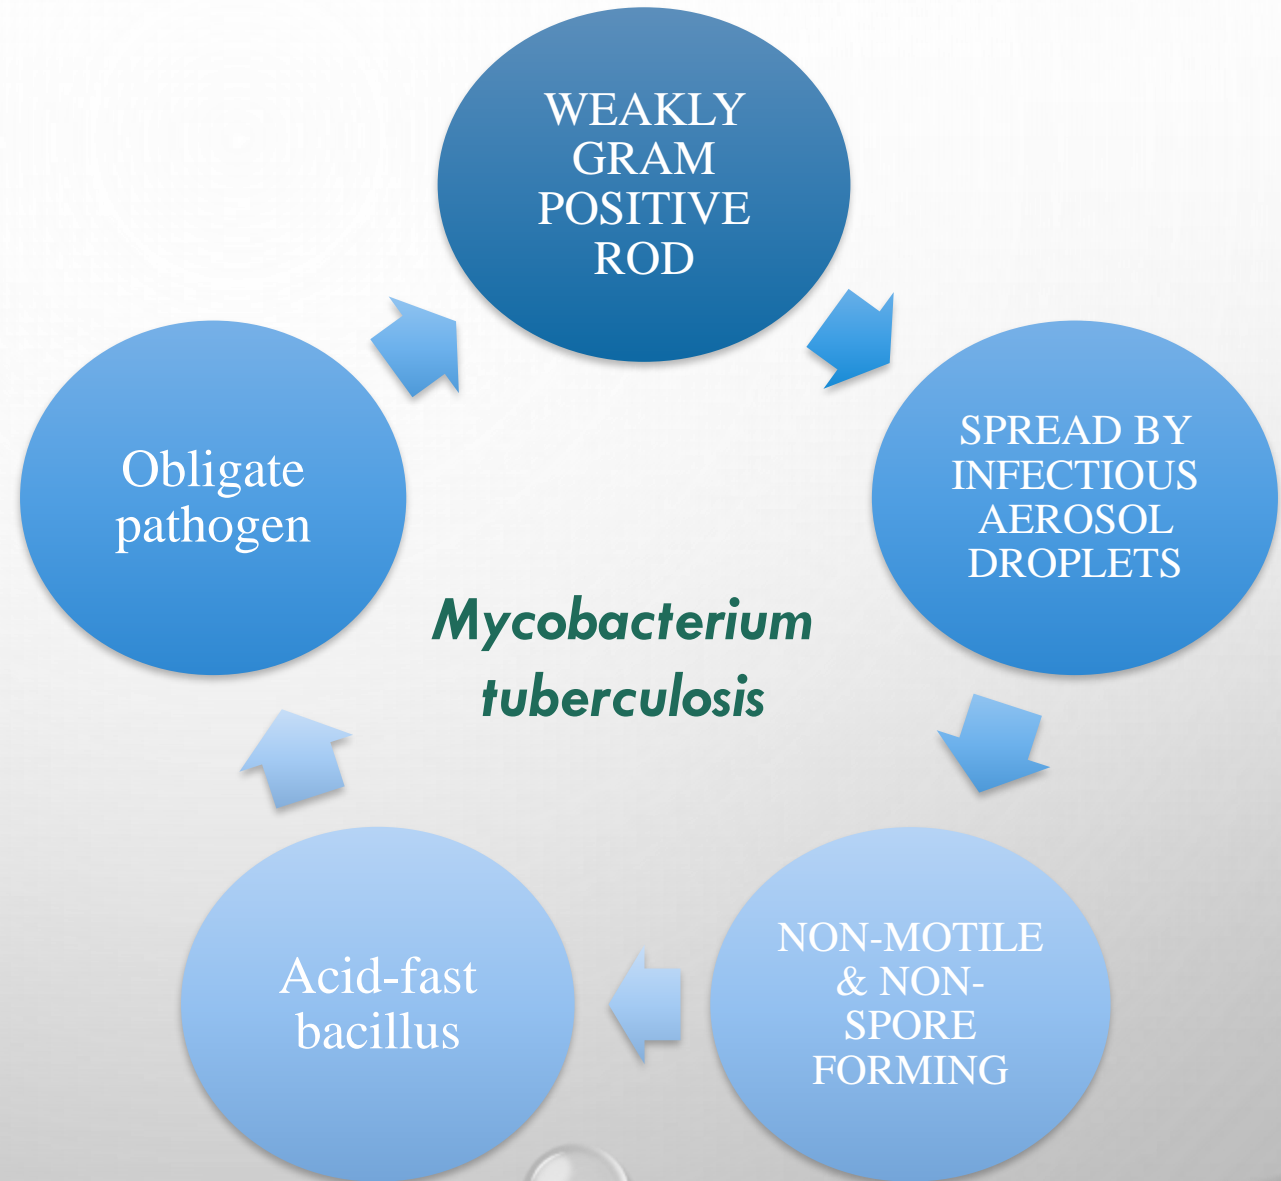 WEAKLY
GRAM
POSITIVE
ROD
SPREAD BY
INFECTIOUS
AEROSOL
DROPLETS
NON-MOTILE
& NON-
SPORE
FORMING
Acid-fast
bacillus
Obligate
pathogen
Mycobacterium
tuberculosis